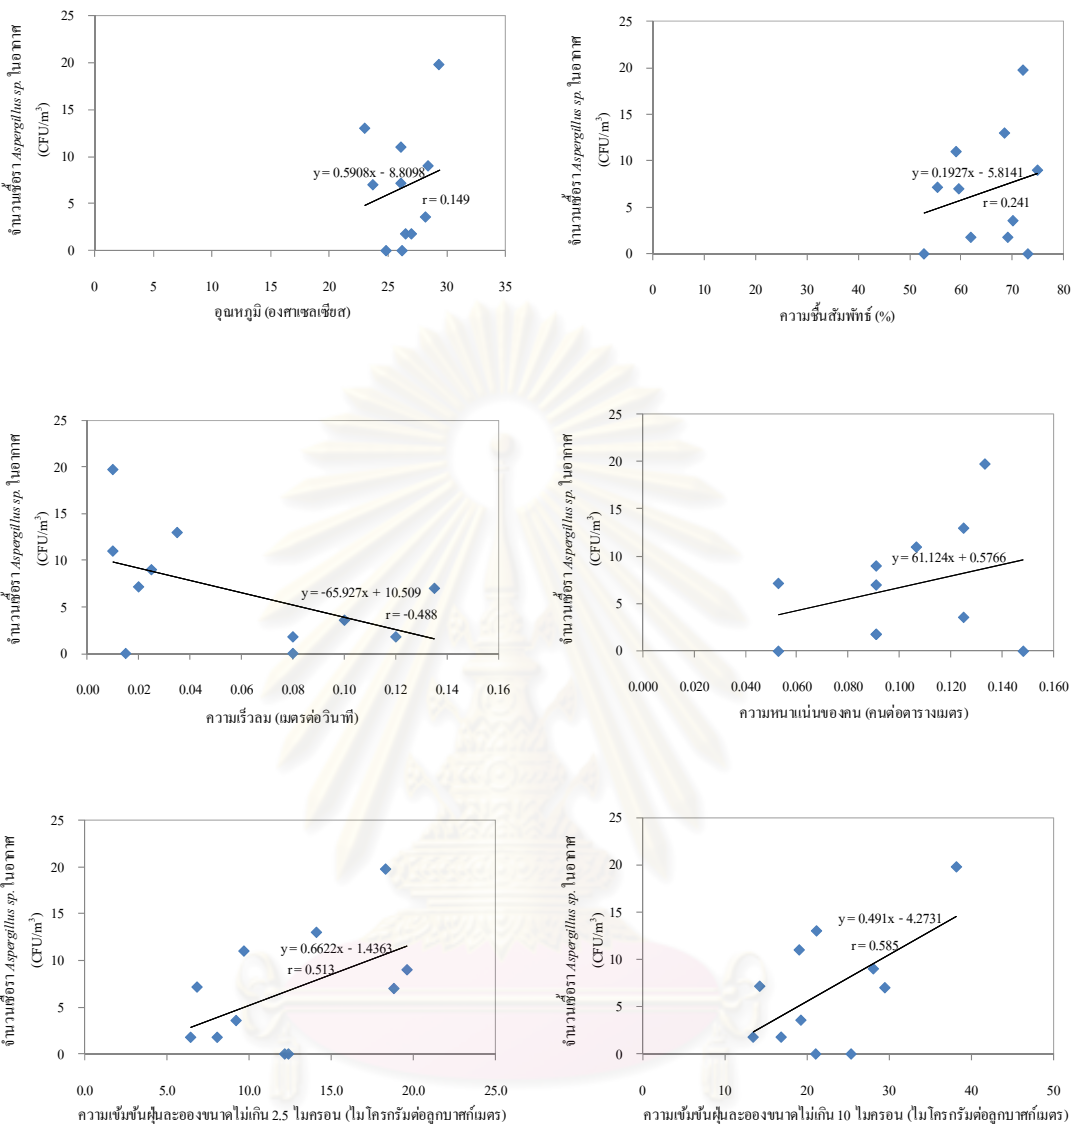 จำนวนเชื้อรา Aspergillus sp. ในอากาศ
(CFU/m³)
25
20
15
10
5
0
y = 0.5908x - 8.8098
r = 0.149
0 5 10 15 20 25 30 35
อุณหภูมิ (องศาเซลเซียส)
จำนวนเชื้อรา Aspergillus sp. ในอากาศ
(CFU/m³)
25
20
15
10
5
0
y = 0.1927x - 5.8141
r = 0.241
0 10 20 30 40 50 60 70 80
ความชื้นสัมพัทธ์ (%)
จำนวนเชื้อรา Aspergillus sp. ในอากาศ
(CFU/m³)
25
20
15
10
5
0
y = -65.927x + 10.509
r = -0.488
0.00 0.02 0.04 0.06 0.08 0.10 0.12 0.14 0.16
ความเร็วลม (เมตรต่อวินาที)
จำนวนเชื้อรา Aspergillus sp. ในอากาศ
(CFU/m³)
25
20
15
10
5
0
y = 61.124x + 0.5766
0.000 0.020 0.040 0.060 0.080 0.100 0.120 0.140 0.160
ความหนาแน่นของคน (คนต่อตารางเมตร)
จำนวนเชื้อรา Aspergillus sp. ในอากาศ
(CFU/m³)
25
20
15
10
5
0
y = 0.6622x - 1.4363
r = 0.513
0.0 5.0 10.0 15.0 20.0 25.0
ความเข้มข้นฝุ่นละอองขนาดไม่เกิน 2.5 ไมครอน (ไมโครกรัมต่อลูกบาศก์เมตร)
จำนวนเชื้อรา Aspergillus sp. ในอากาศ
(CFU/m³)
25
20
15
10
5
0
y = 0.491x - 4.2731
r = 0.585
0 10 20 30 40 50
ความเข้มข้นฝุ่นละอองขนาดไม่เกิน 10 ไมครอน (ไมโครกรัมต่อลูกบาศก์เมตร)